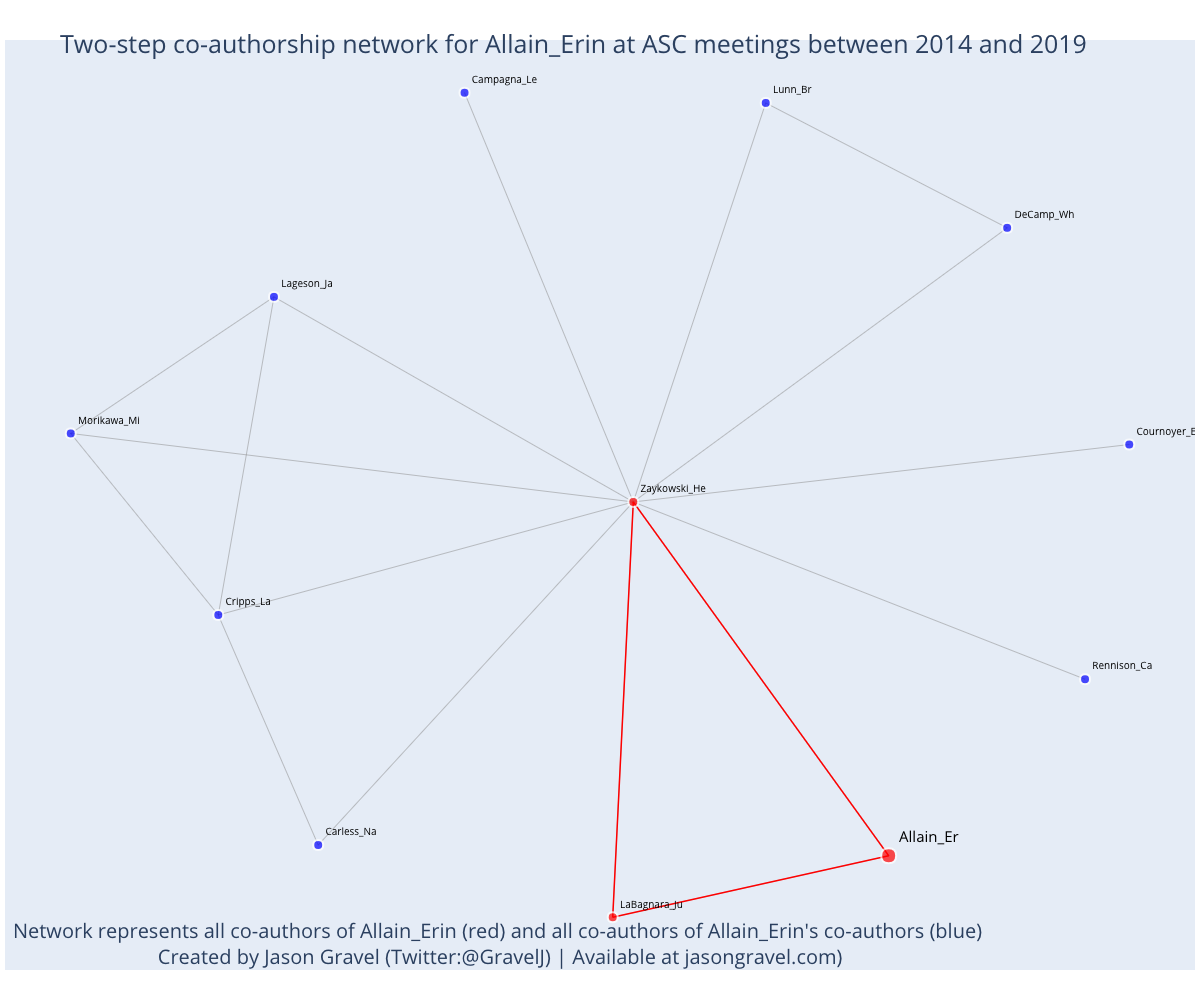 Two-step co-authorship network for Allain_Erin at ASC meetings between 2014 and 2019
Campagna_Le
Lunn_Br
DeCamp_Wh
Lageson_Ja
Morikawa_Mi
Cournoyer_E
Zaykowski_He
Cripps_La
Rennison_Ca
Carless_Na
Allain_Er
LaBagnara_Ju
Network represents all co-authors of Allain_Erin (red) and all co-authors of Allain_Erin's co-authors (blue)
Created by Jason Gravel (Twitter:@GravelJ) | Available at jasongravel.com)